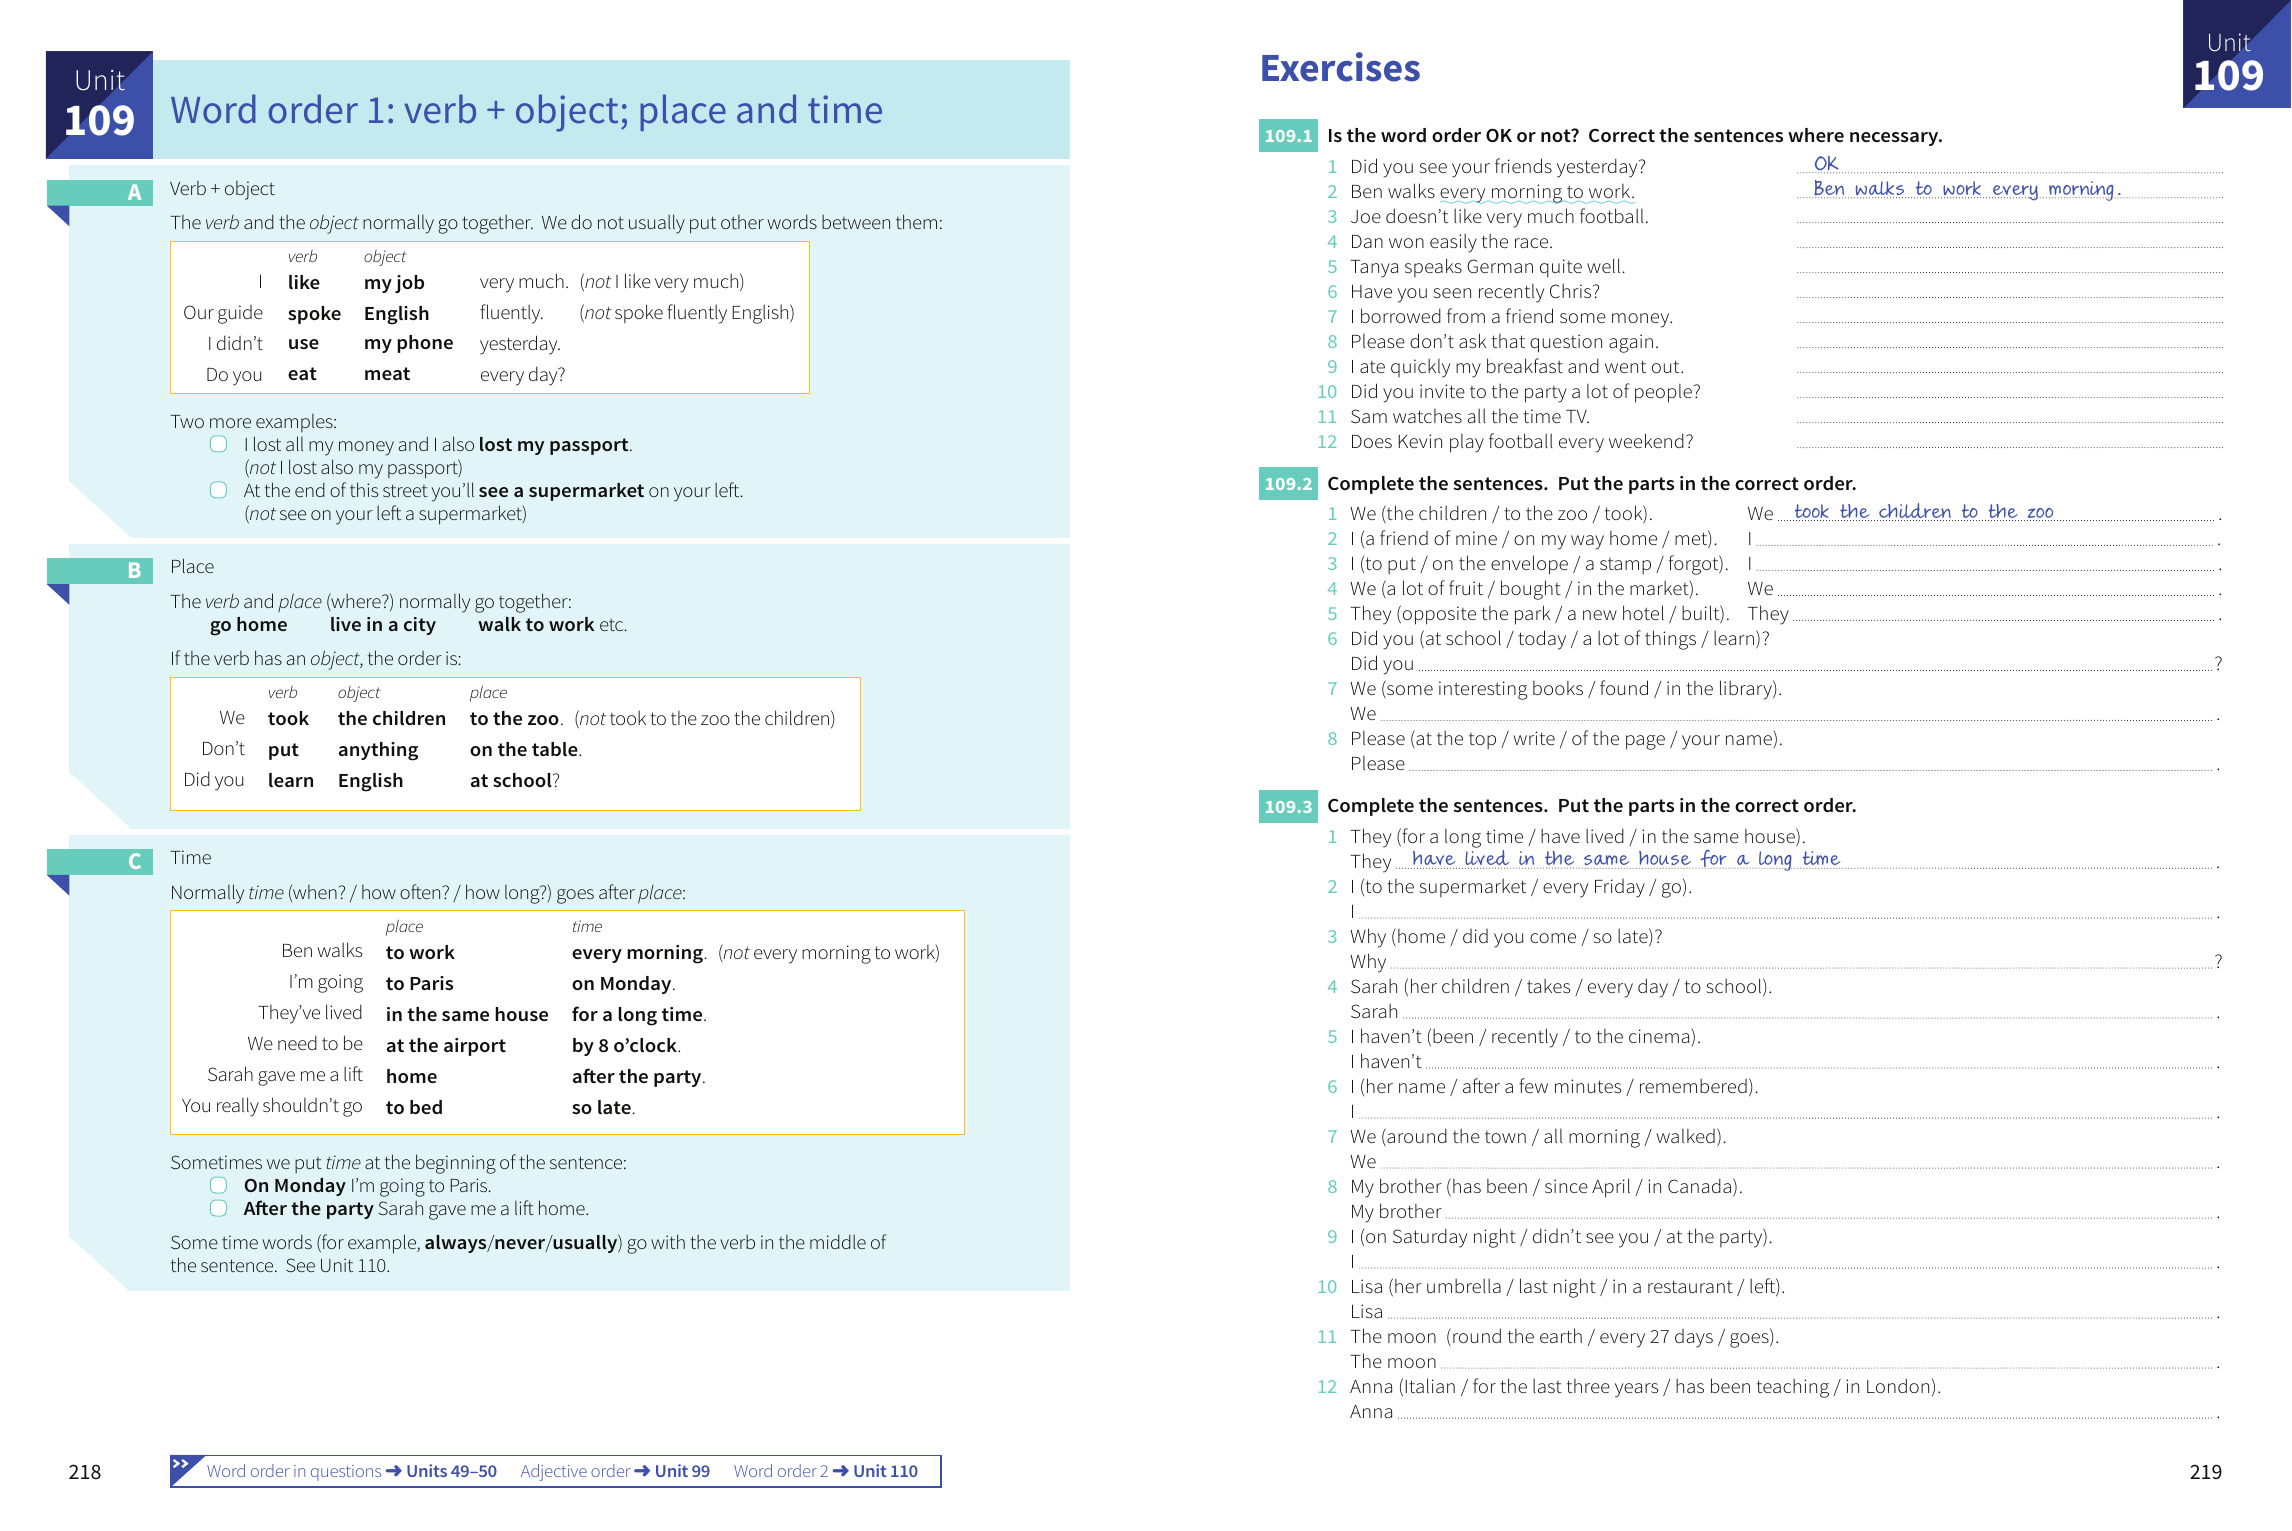 Unit
109
Word order 1: verb + object; place and time
A
Verb + object
The verb and the object normally go together.  We do not usually put other words between them:
verb object
I like my job very much. (not I like very much)
Our guide spoke English fluently. (not spoke fluently English)
I didn’t use my phone yesterday.
Do you eat meat every day?
Two more examples:
I lost all my money and I also lost my passport.
(not I lost also my passport)
At the end of this street you’ll see a supermarket on your left.
(not see on your left a supermarket)
B
Place
The verb and place (where?) normally go together:
go home live in a city walk to work etc.
If the verb has an object, the order is:
verb object place
We took the children to the zoo. (not took to the zoo the children)
Don’t put anything on the table.
Did you learn English at school?
C
Time
Normally time (when? / how often? / how long?) goes after place:
place time
Ben walks to work every morning. (not every morning to work)
I’m going to Paris on Monday.
They’ve lived in the same house for a long time.
We need to be at the airport by 8 o’clock.
Sarah gave me a lift home after the party.
You really shouldn’t go to bed so late.
Sometimes we put time at the beginning of the sentence:
On Monday I’m going to Paris.
After the party Sarah gave me a lift home.
Some time words (for example, always/never/usually) go with the verb in the middle of
the sentence.  See Unit 110.
218
>> Word order in questions ➜ Units 49–50 Adjective order ➜ Unit 99 Word order 2 ➜ Unit 110
Unit
109
Exercises
109.1 Is the word order OK or not?  Correct the sentences where necessary.
1 Did you see your friends yesterday? OK
2 Ben walks every morning to work. Ben walks to work every morning.
3 Joe doesn’t like very much football.
4 Dan won easily the race.
5 Tanya speaks German quite well.
6 Have you seen recently Chris?
7 I borrowed from a friend some money.
8 Please don’t ask that question again.
9 I ate quickly my breakfast and went out.
10 Did you invite to the party a lot of people?
11 Sam watches all the time TV.
12 Does Kevin play football every weekend?
109.2 Complete the sentences.  Put the parts in the correct order.
1 We (the children / to the zoo / took). We took the children to the zoo .
2 I (a friend of mine / on my way home / met). I .
3 I (to put / on the envelope / a stamp / forgot). I .
4 We (a lot of fruit / bought / in the market). We .
5 They (opposite the park / a new hotel / built). They .
6 Did you (at school / today / a lot of things / learn)?
Did you ?
7 We (some interesting books / found / in the library).
We .
8 Please (at the top / write / of the page / your name).
Please .
109.3 Complete the sentences.  Put the parts in the correct order.
1 They (for a long time / have lived / in the same house).
They have lived in the same house for a long time .
2 I (to the supermarket / every Friday / go).
I .
3 Why (home / did you come / so late)?
Why ?
4 Sarah (her children / takes / every day / to school).
Sarah .
5 I haven’t (been / recently / to the cinema).
I haven’t .
6 I (her name / after a few minutes / remembered).
I .
7 We (around the town / all morning / walked).
We .
8 My brother (has been / since April / in Canada).
My brother .
9 I (on Saturday night / didn’t see you / at the party).
I .
10 Lisa (her umbrella / last night / in a restaurant / left).
Lisa .
11 The moon  (round the earth / every 27 days / goes).
The moon .
12 Anna (Italian / for the last three years / has been teaching / in London).
Anna .
219